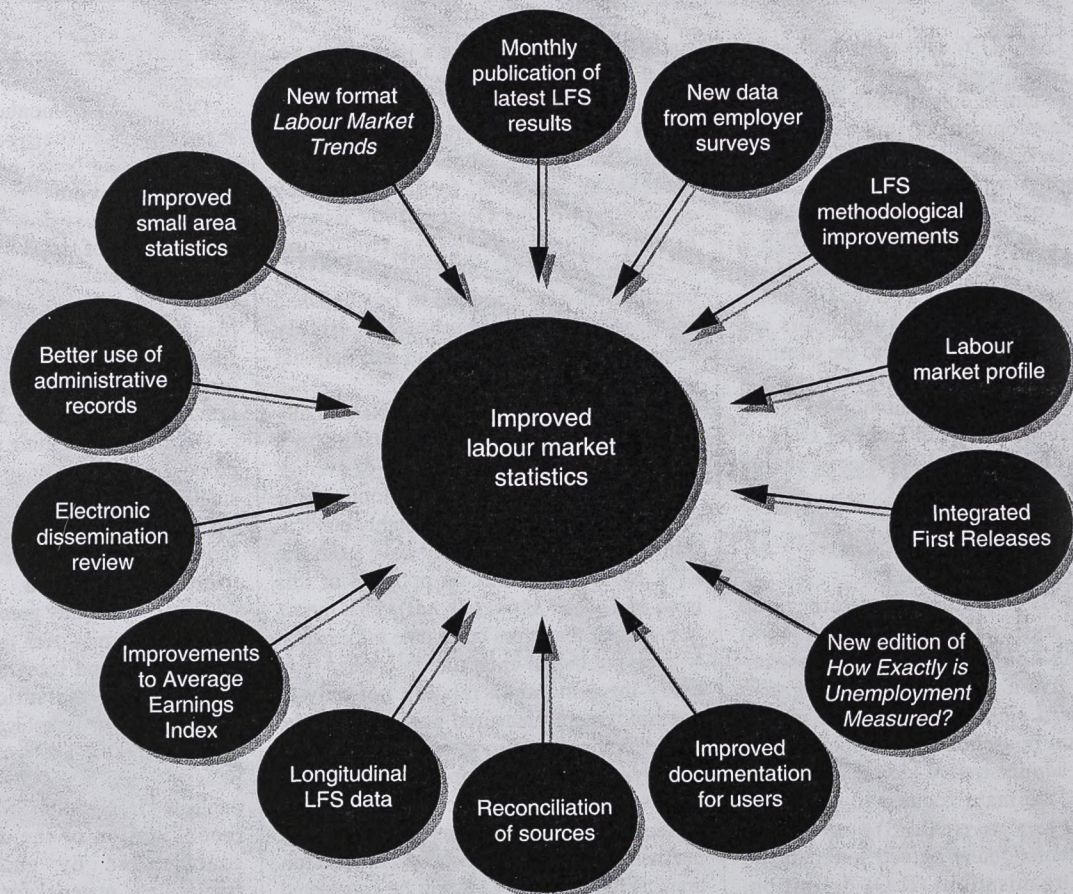 Monthly
publication of
latest LFS
results
New data
from employer
surveys
LFS
methodological
improvements
Labour
market profile
Integrated
First Releases
New edition of
How Exactly is
Unemployment
Measured?
Improved
documentation
for users
Reconciliation
of sources
Longitudinal
LFS data
Improvements
to Average
Earnings
Index
Electronic
dissemination
review
Better use of
administrative
records
Improved
small area
statistics
New format
Labour Market
Trends
Improved
labour market
statistics